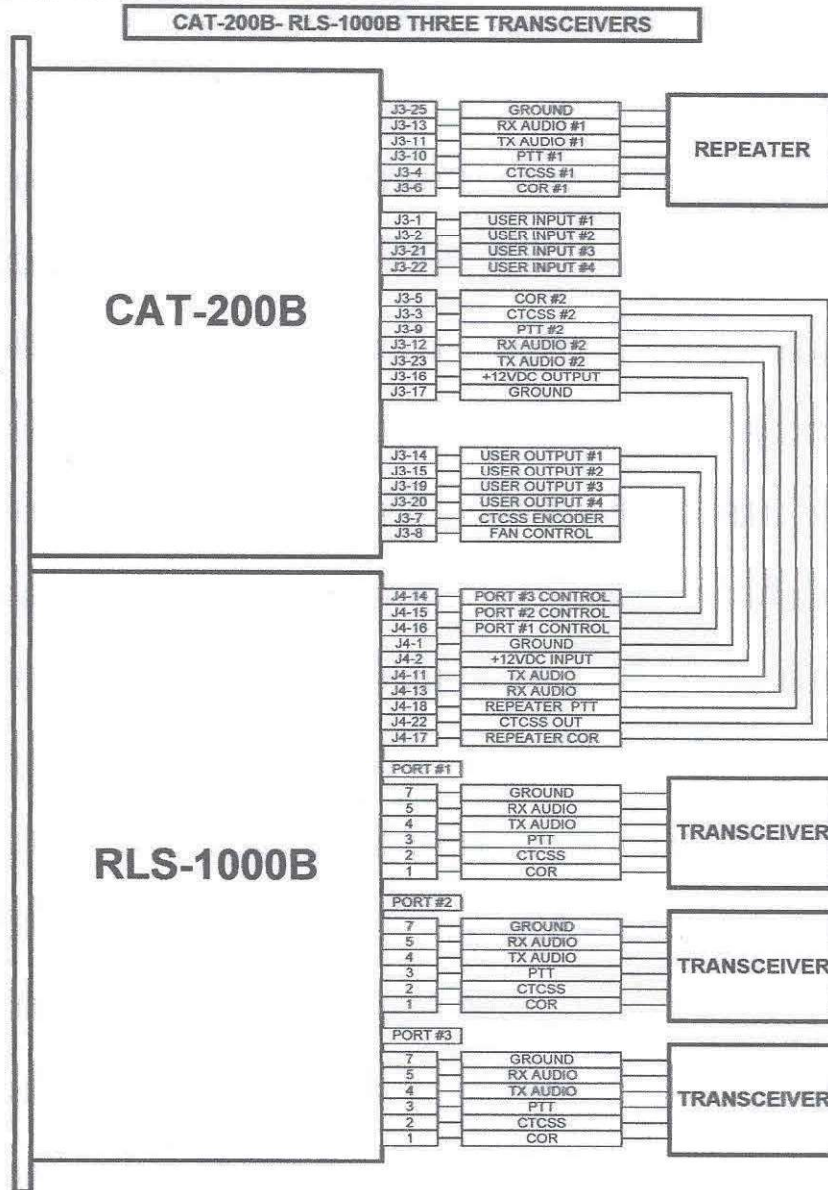 CAT-200B- RLS-1000B THREE TRANSCEIVERS
J3-25 GROUND
J3-13 RX AUDIO #1
J3-11 TX AUDIO #1
J3-10 PTT #1
J3-4 CTCSS #1
J3-6 COR #1
REPEATER
J3-1 USER INPUT #1
J3-2 USER INPUT #2
J3-21 USER INPUT #3
J3-22 USER INPUT #4
CAT-200B
J3-5 COR #2
J3-3 CTCSS #2
J3-9 PTT #2
J3-12 RX AUDIO #2
J3-23 TX AUDIO #2
J3-16 +12VDC OUTPUT
J3-17 GROUND
J3-14 USER OUTPUT #1
J3-15 USER OUTPUT #2
J3-19 USER OUTPUT #3
J3-20 USER OUTPUT #4
J3-7 CTCSS ENCODER
J3-8 FAN CONTROL
J4-14 PORT #3 CONTROL
J4-15 PORT #2 CONTROL
J4-16 PORT #1 CONTROL
J4-1 GROUND
J4-2 +12VDC INPUT
J4-11 TX AUDIO
J4-13 RX AUDIO
J4-18 REPEATER PTT
J4-22 CTCSS OUT
J4-17 REPEATER COR
RLS-1000B
PORT #1
7 GROUND
5 RX AUDIO
4 TX AUDIO
3 PTT
2 CTCSS
1 COR
TRANSCEIVER
PORT #2
7 GROUND
5 RX AUDIO
4 TX AUDIO
3 PTT
2 CTCSS
1 COR
TRANSCEIVER
PORT #3
7 GROUND
5 RX AUDIO
4 TX AUDIO
3 PTT
2 CTCSS
1 COR
TRANSCEIVER